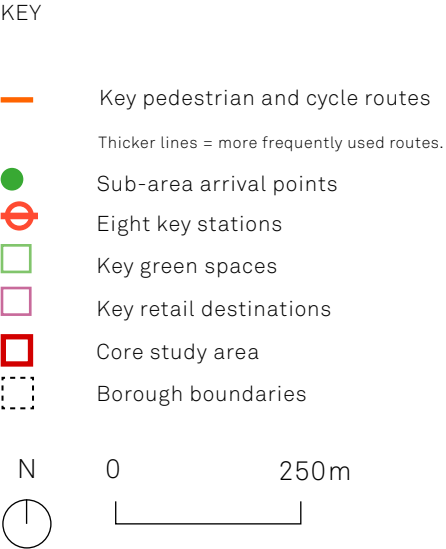 KEY
Key pedestrian and cycle routes
Thicker lines = more frequently used routes.
Sub-area arrival points
Eight key stations
Key green spaces
Key retail destinations
Core study area
Borough boundaries
N 0 250m